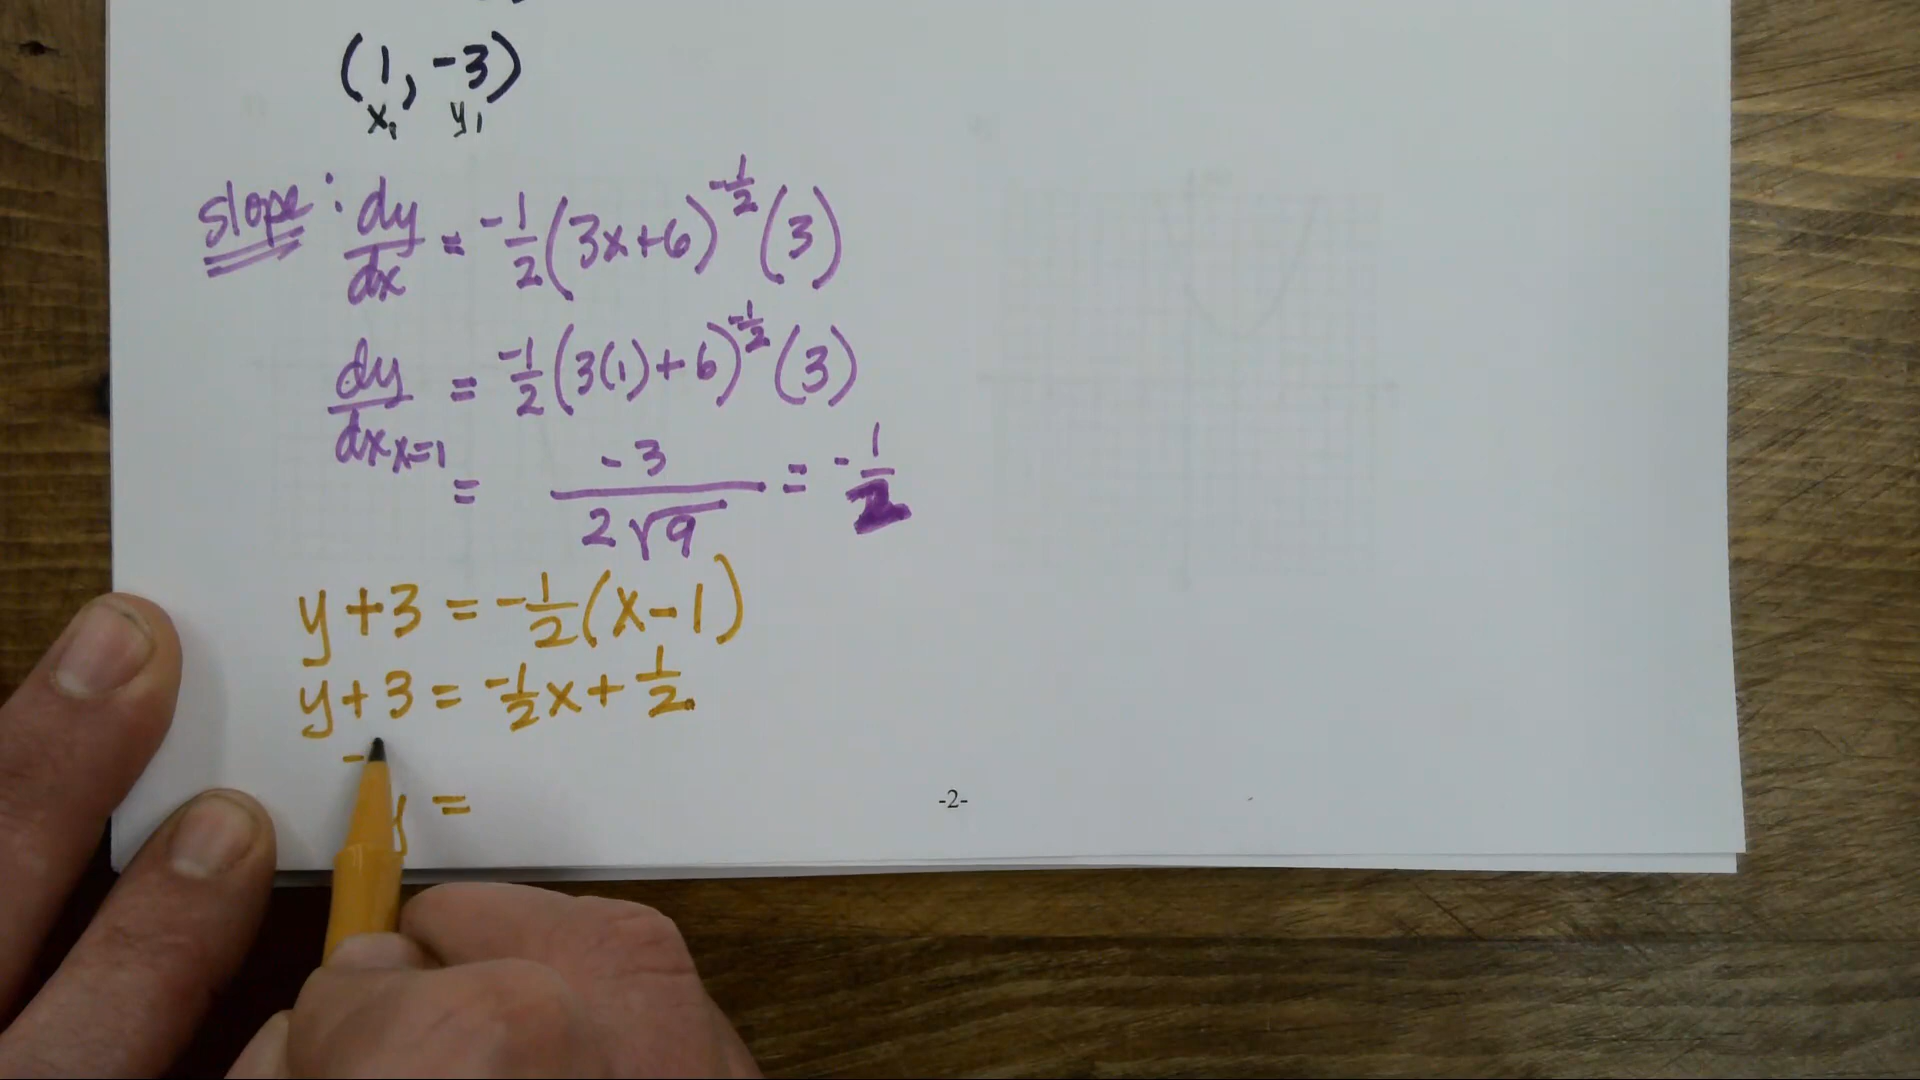 (1, -3)
x₁ y₁
slope: dy/dx = -1/2(3x+6)^(-1/2)(3)
dy/dx x=1 = -1/2(3(1)+6)^(-1/2)(3)
= -3/(2√9) = -1/2
y+3 = -1/2(x-1)
y+3 = -1/2x+1/2
-
y =
-2-